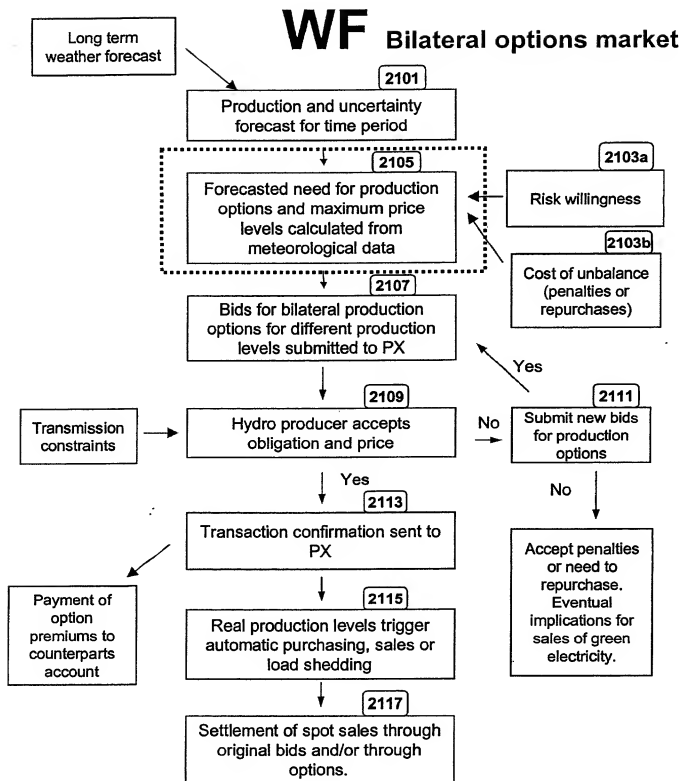 WF Bilateral options market
Long term
weather forecast
2101
Production and uncertainty
forecast for time period
2105
Forecasted need for production
options and maximum price
levels calculated from
meteorological data
2103a
Risk willingness
2103b
Cost of unbalance
(penalties or
repurchases)
2107
Bids for bilateral production
options for different production
levels submitted to PX
Yes
2109
Hydro producer accepts
obligation and price
Transmission
constraints
No
2111
Submit new bids
for production
options
Yes
No
2113
Transaction confirmation sent to
PX
Accept penalties
or need to
repurchase.
Eventual
implications for
sales of green
electricity.
Payment of
option
premiums to
counterparts
account
2115
Real production levels trigger
automatic purchasing, sales or
load shedding
2117
Settlement of spot sales through
original bids and/or through
options.